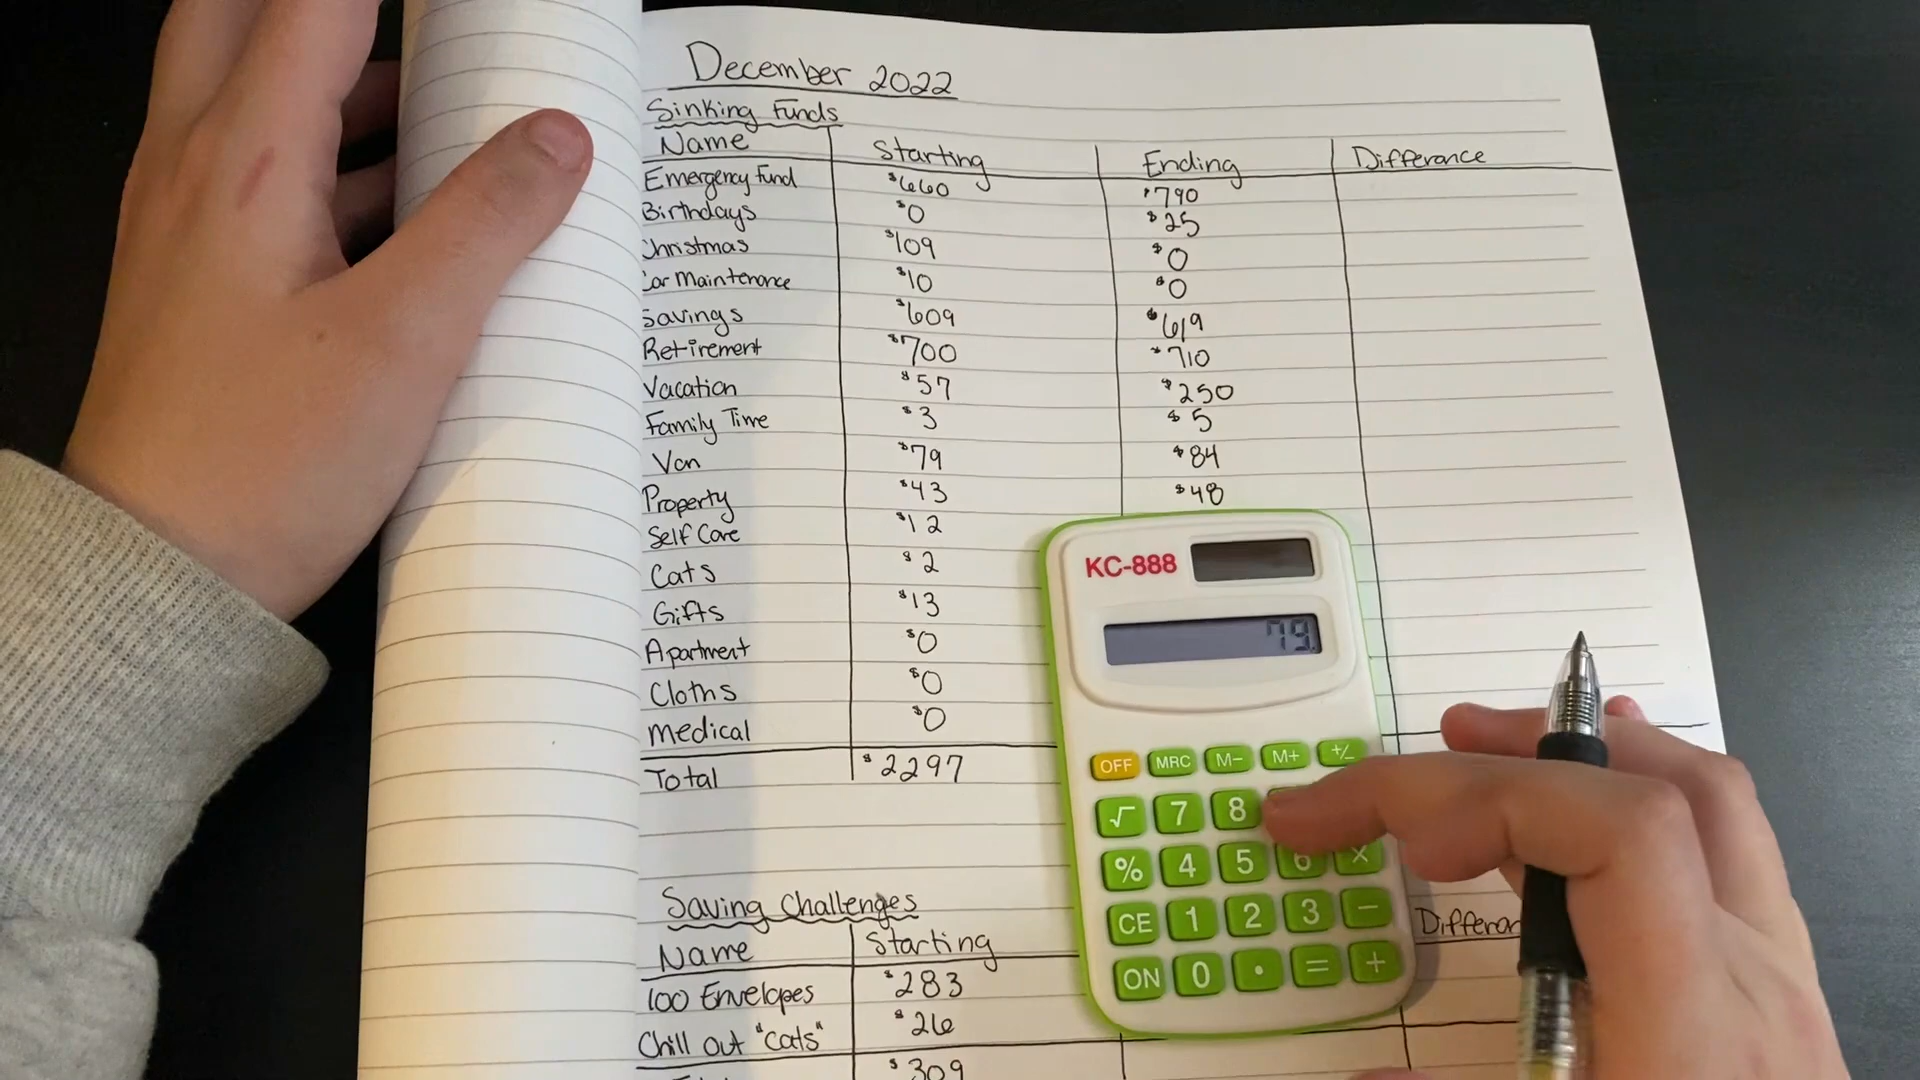 December 2022
Sinking Funds
Name Starting Ending Difference
Emergency Fund $660 $790
Birthdays $0 $25
Christmas $109 $0
Car Maintenance $10 $0
Savings $609 $619
Retirement $700 $710
Vacation $57 $250
Family Time $3 $5
Van $79 $84
Property $43 $48
Self Care $12
Cats $2
Gifts $13
Apartment $0
Cloths $0
Medical $0
Total $2297
Saving Challenges
Name Starting Differen
100 Envelopes $283
Chill out "Cats" $26
$309
KC-888
79.
OFF MRC M- M+ +/-
√ 7 8
% 4 5 6 ×
CE 1 2 3 -
ON 0 . = +